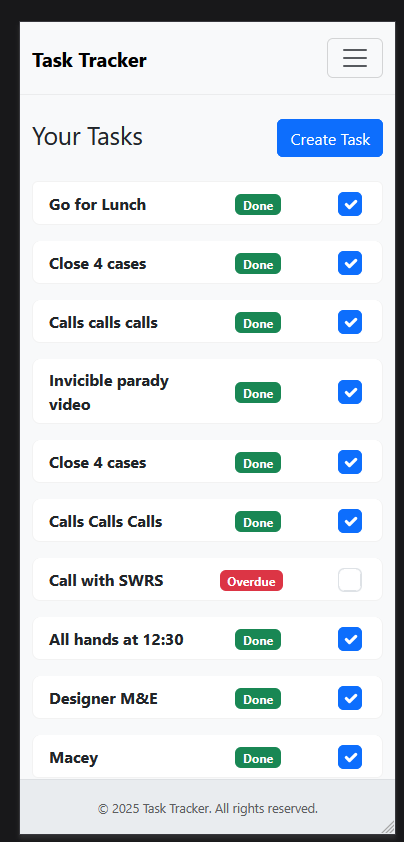 Task Tracker
Your Tasks
Create Task
Go for Lunch Done
Close 4 cases Done
Calls calls calls Done
Invicible parady
video
Done
Close 4 cases Done
Calls Calls Calls Done
Call with SWRS Overdue
All hands at 12:30 Done
Designer M&E Done
Macey Done
© 2025 Task Tracker. All rights reserved.